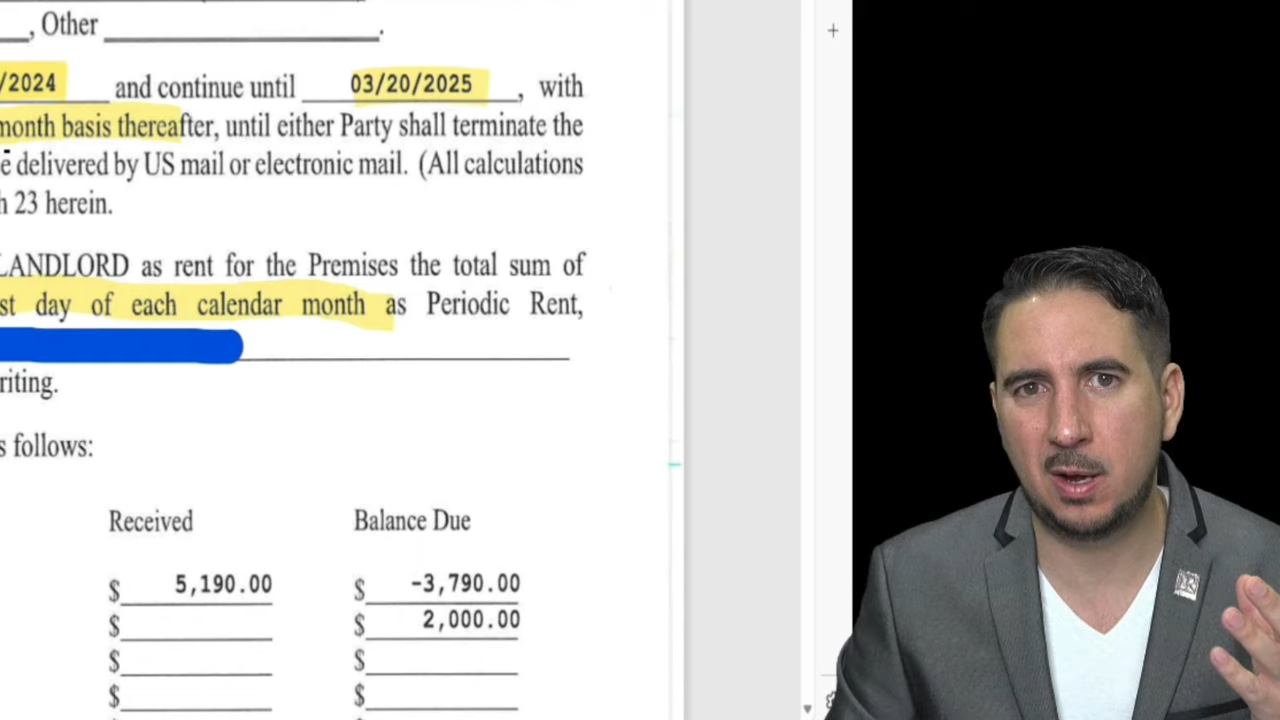 , Other .
/2024 and continue until 03/20/2025 , with
month basis thereafter, until either Party shall terminate the
e delivered by US mail or electronic mail. (All calculations
h 23 herein.
LANDLORD as rent for the Premises the total sum of
st day of each calendar month as Periodic Rent,
riting.
s follows:
Received Balance Due
$ 5,190.00 $ -3,790.00
$ $ 2,000.00
$ $
$ $